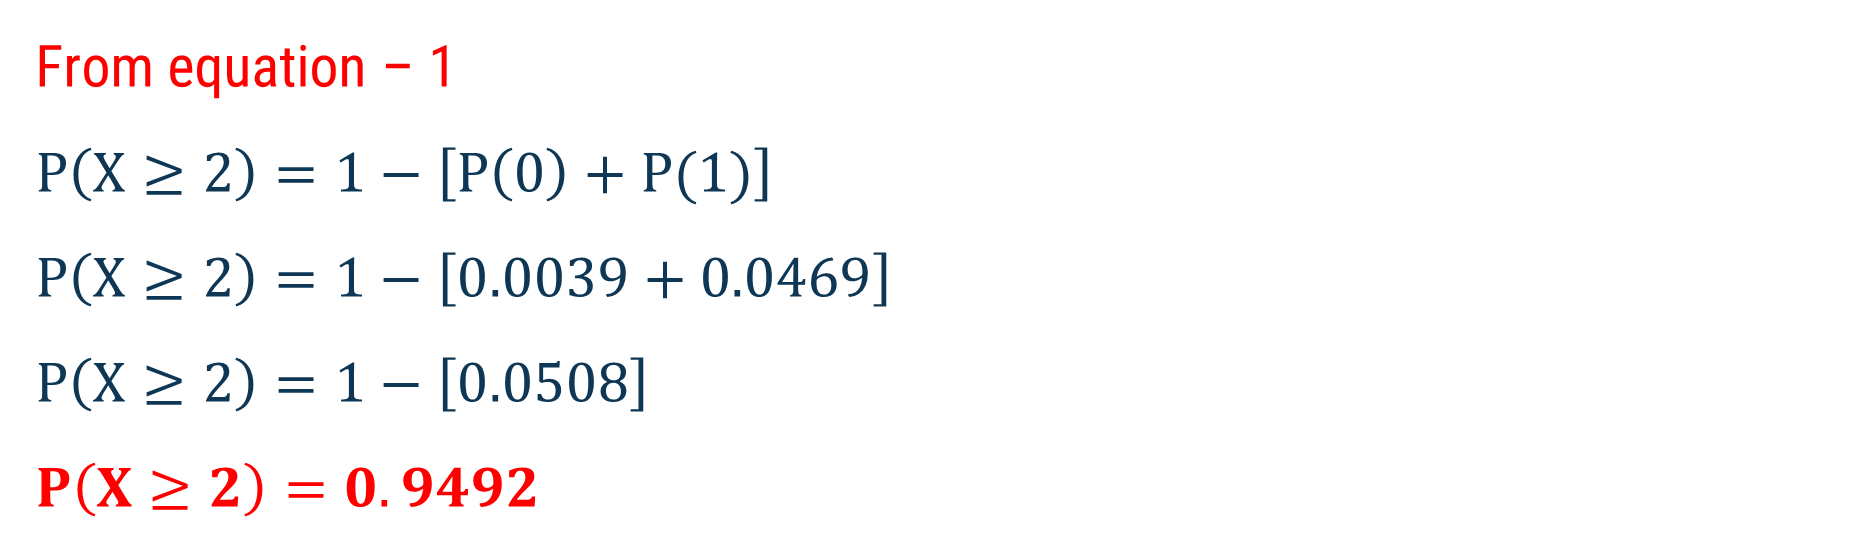 From equation – 1
P(X ≥ 2) = 1 − [P(0) + P(1)]
P(X ≥ 2) = 1 − [0.0039 + 0.0469]
P(X ≥ 2) = 1 − [0.0508]
P(X ≥ 2) = 0.9492